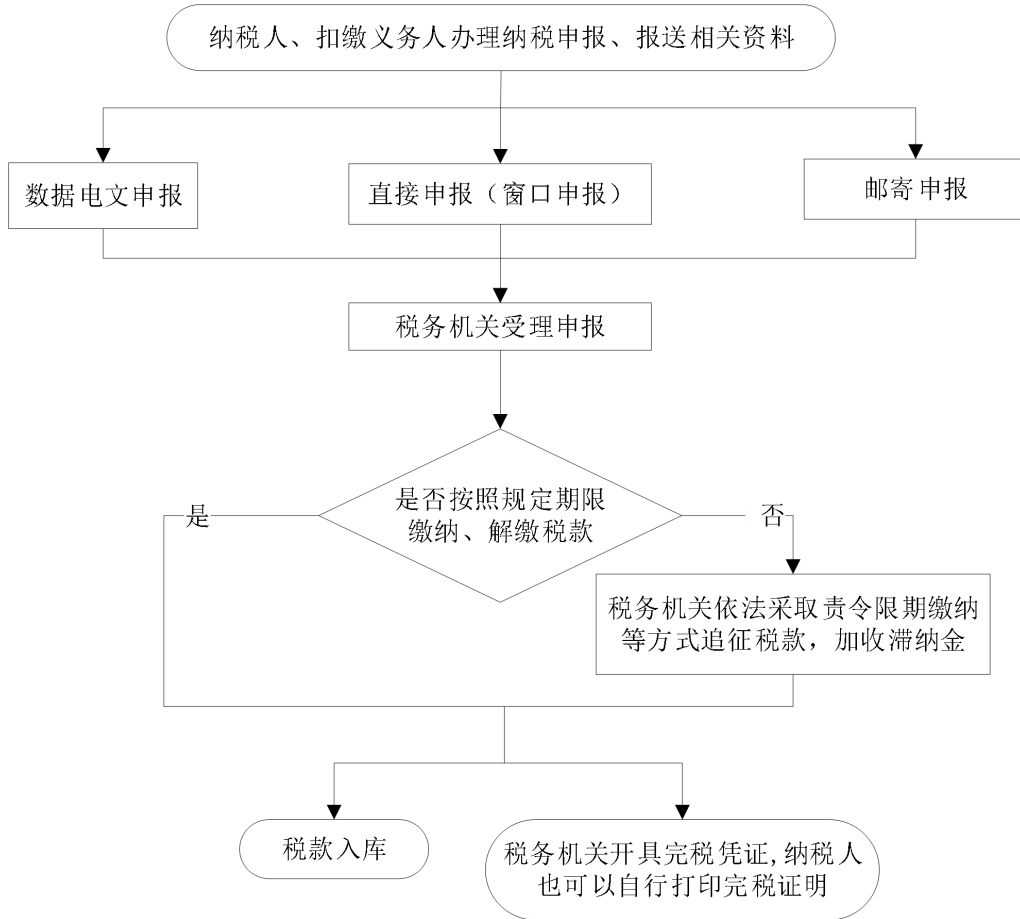 纳税人、扣缴义务人办理纳税申报、报送相关资料
数据电文申报
直接申报（窗口申报）
邮寄申报
税务机关受理申报
是否按照规定期限
缴纳、解缴税款
是
否
税务机关依法采取责令限期缴纳
等方式追征税款，加收滞纳金
税款入库
税务机关开具完税凭证,纳税人
也可以自行打印完税证明